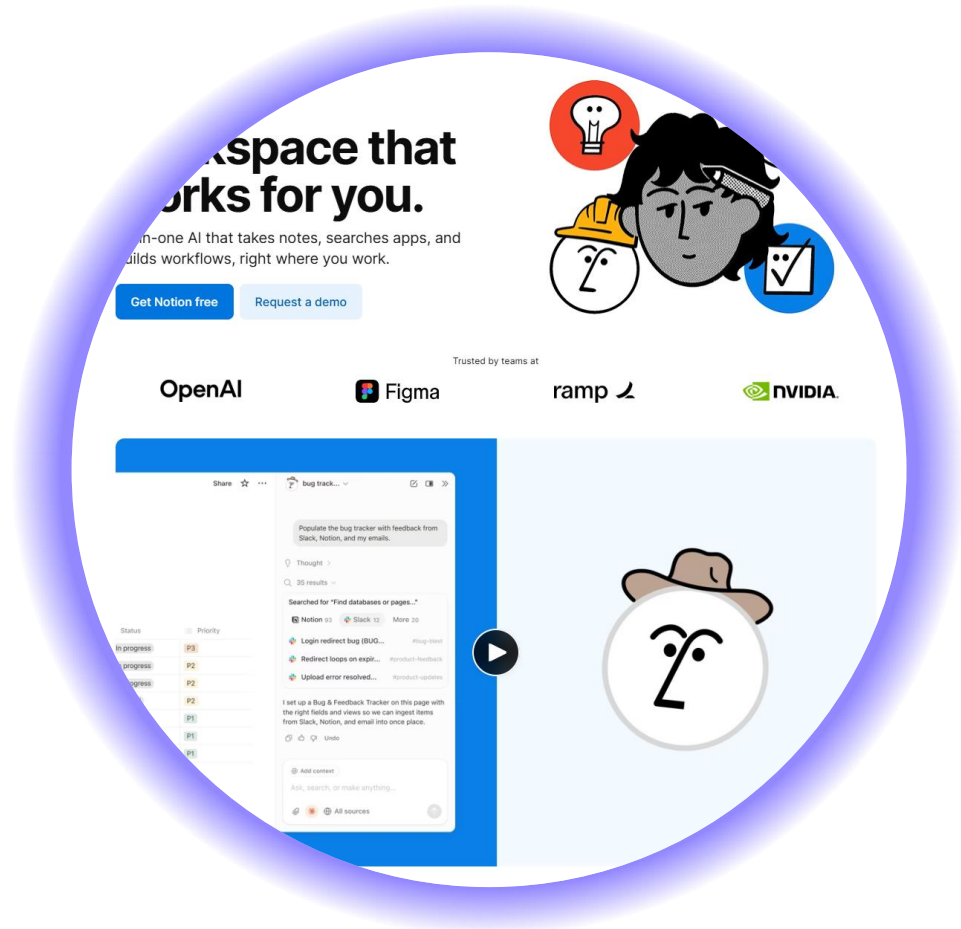 kspace that
rks for you.
in-one AI that takes notes, searches apps, and
uilds workflows, right where you work.
Get Notion free
Request a demo
Trusted by teams at
OpenAI
Figma
ramp
NVIDIA
Share
bug track...
Populate the bug tracker with feedback from
Slack, Notion, and my emails.
Thought
35 results
Searched for "Find databases or pages..."
Notion 93
Slack 12
More 20
Login redirect bug (BUG...
Redirect loops on expir... #product-feedback
Upload error resolved... #product-updates
Status
Priority
In progress P3
progress P2
progress P2
P2
P1
P1
P1
I set up a Bug & Feedback Tracker on this page with
the right fields and views so we can ingest items
from Slack, Notion, and email into once place.
Undo
@ Add context
Ask, search, or make anything...
All sources